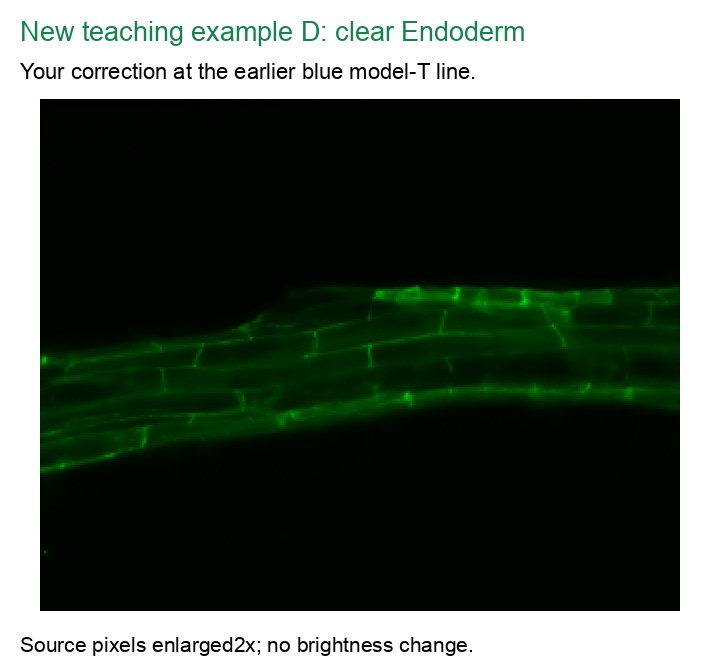 New teaching example D: clear Endoderm
Your correction at the earlier blue model-T line.
Source pixels enlarged2x; no brightness change.